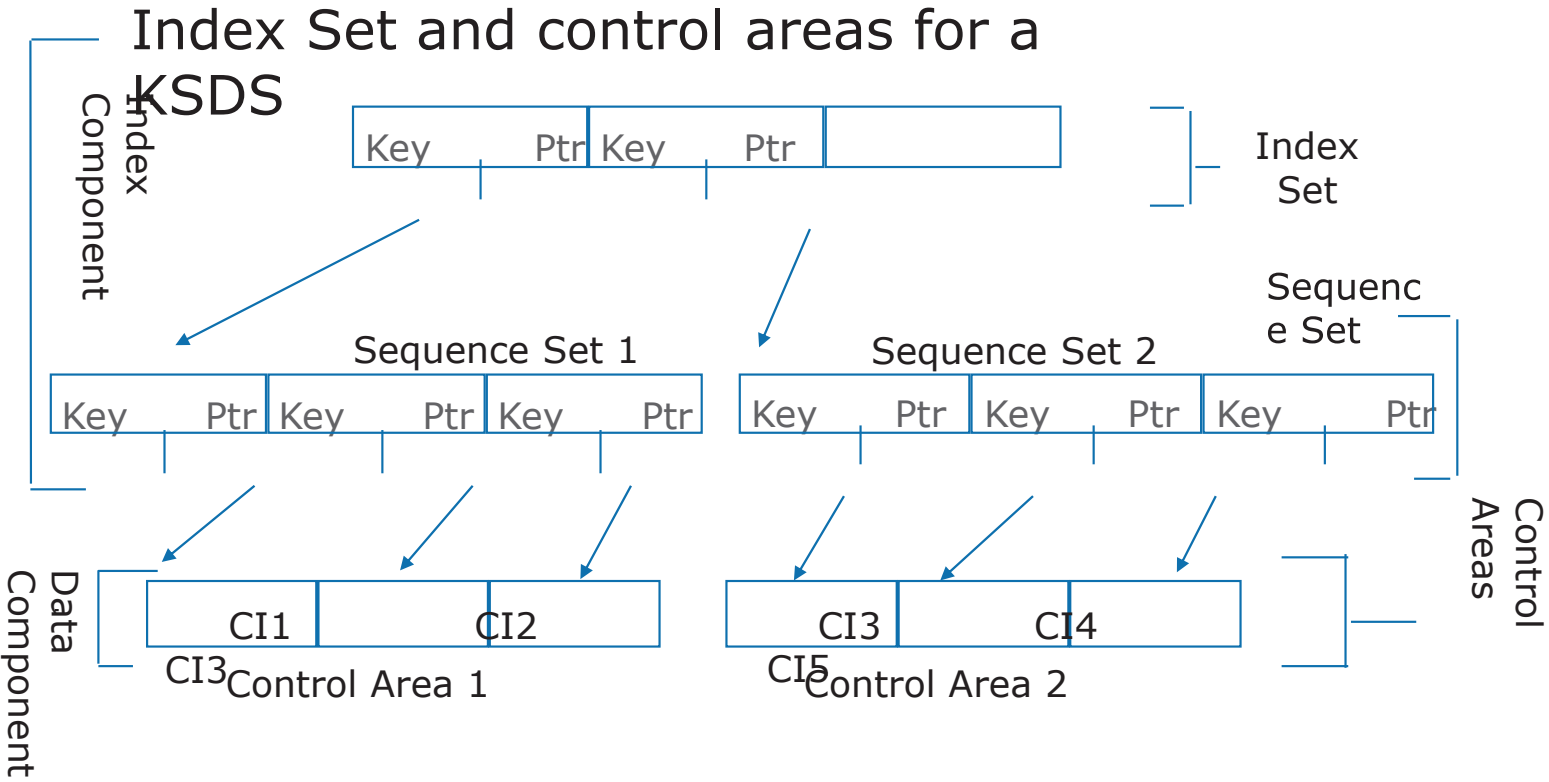 Index Set and control areas for a
KSDS
Index
Component
Key Ptr Key Ptr
Index
Set
Sequenc
e Set
Sequence Set 1
Sequence Set 2
Key Ptr Key Ptr Key Ptr
Key Ptr Key Ptr Key Ptr
Control
Areas
Data
Component
CI1 CI2
CI3
Control Area 1
CI3 CI4
CI5
Control Area 2